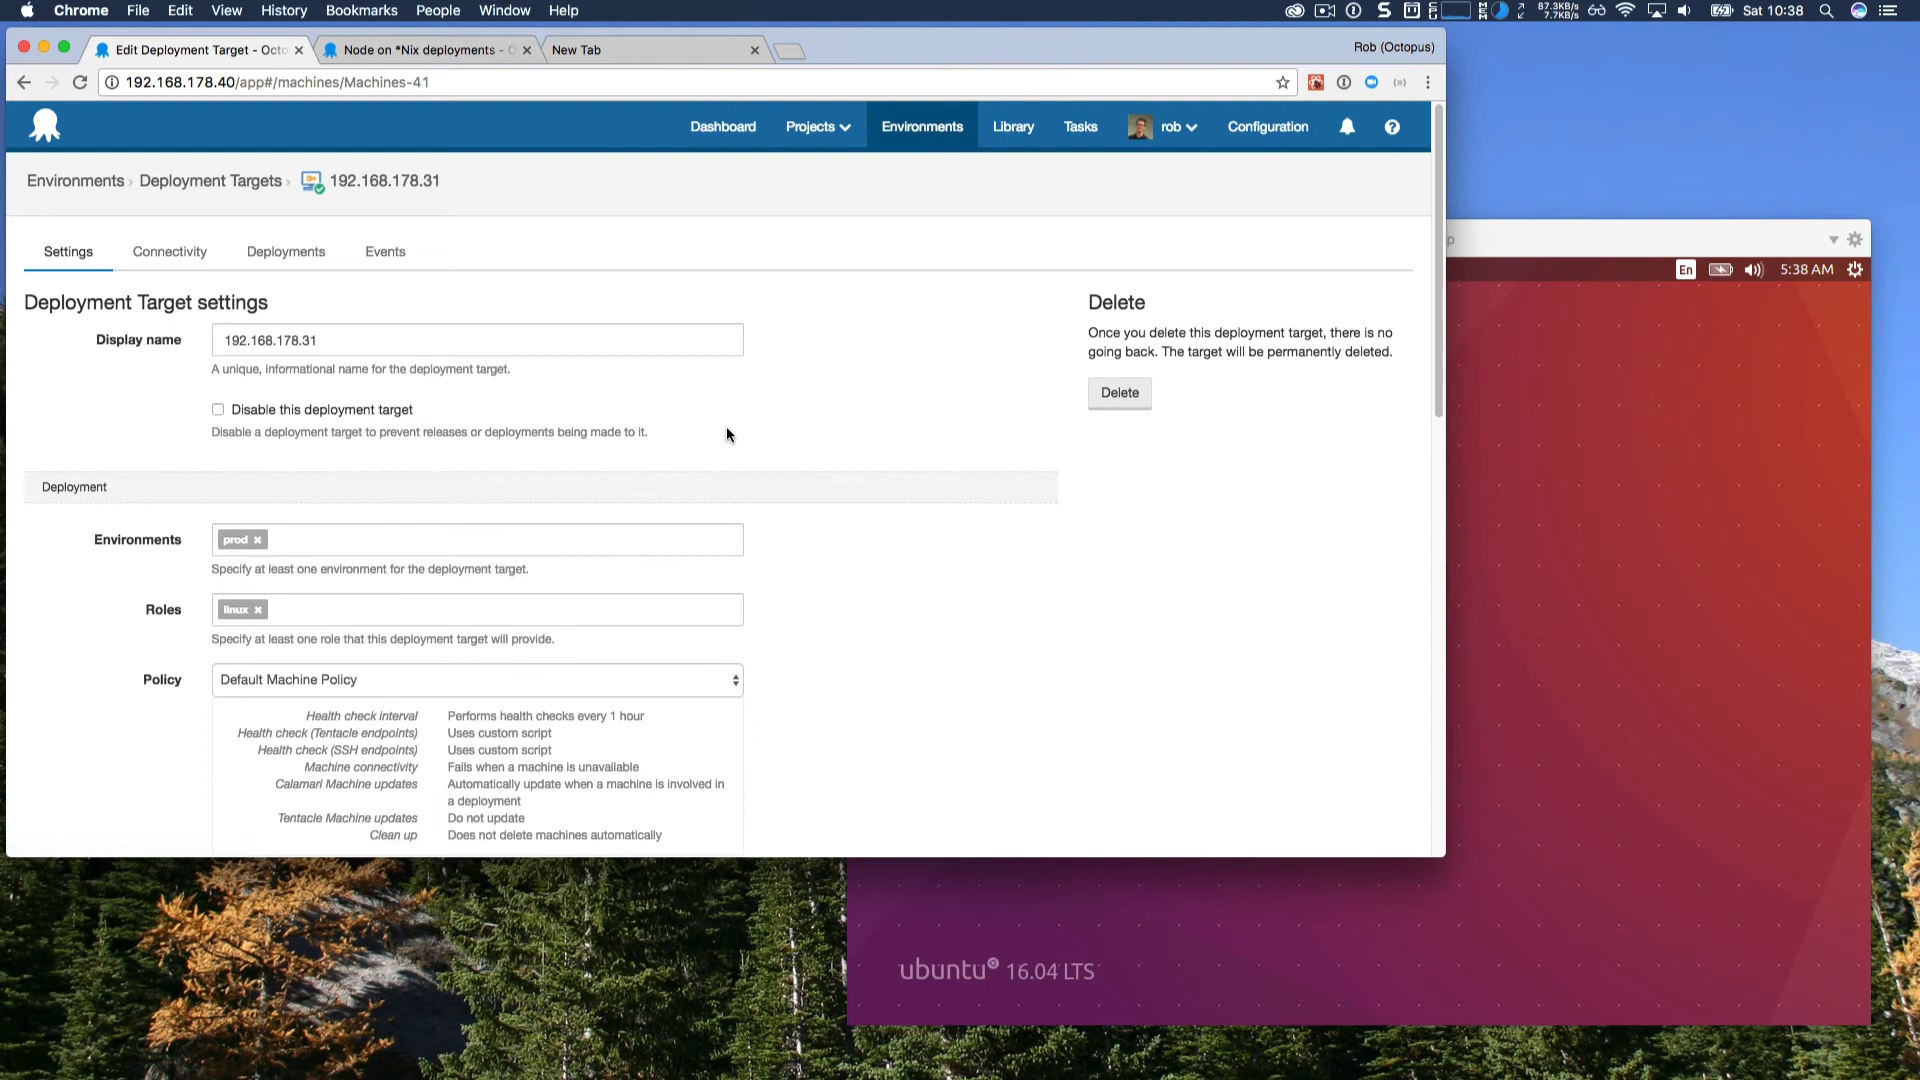 Chrome File Edit View History Bookmarks People Window Help
87.3KB/s
7.7KB/s
Sat 10:38
Edit Deployment Target - Octo
Node on *Nix deployments - O
New Tab
Rob (Octopus)
192.168.178.40/app#/machines/Machines-41
Dashboard Projects Environments Library Tasks rob Configuration
Environments › Deployment Targets › 192.168.178.31
Settings Connectivity Deployments Events
Deployment Target settings
Display name 192.168.178.31
A unique, informational name for the deployment target.
Disable this deployment target
Disable a deployment target to prevent releases or deployments being made to it.
Delete
Once you delete this deployment target, there is no
going back. The target will be permanently deleted.
Delete
Deployment
Environments prod
Specify at least one environment for the deployment target.
Roles linux
Specify at least one role that this deployment target will provide.
Policy Default Machine Policy
Health check interval Performs health checks every 1 hour
Health check (Tentacle endpoints) Uses custom script
Health check (SSH endpoints) Uses custom script
Machine connectivity Fails when a machine is unavailable
Calamari Machine updates Automatically update when a machine is involved in
a deployment
Tentacle Machine updates Do not update
Clean up Does not delete machines automatically
p
En 5:38 AM
ubuntu® 16.04 LTS